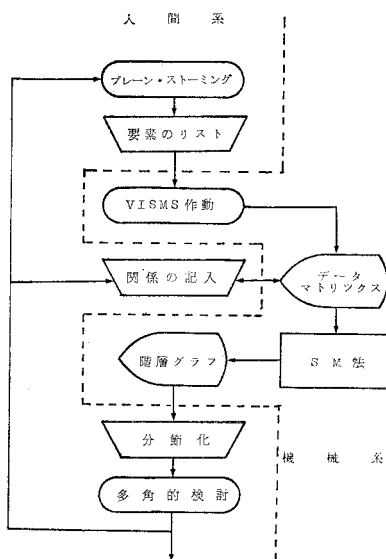 人間系
ブレーン・ストーミング
要素のリスト
VISMS作動
関係の記入
データ
マトリックス
階層グラフ
SM法
分節化
機械系
多角的検討